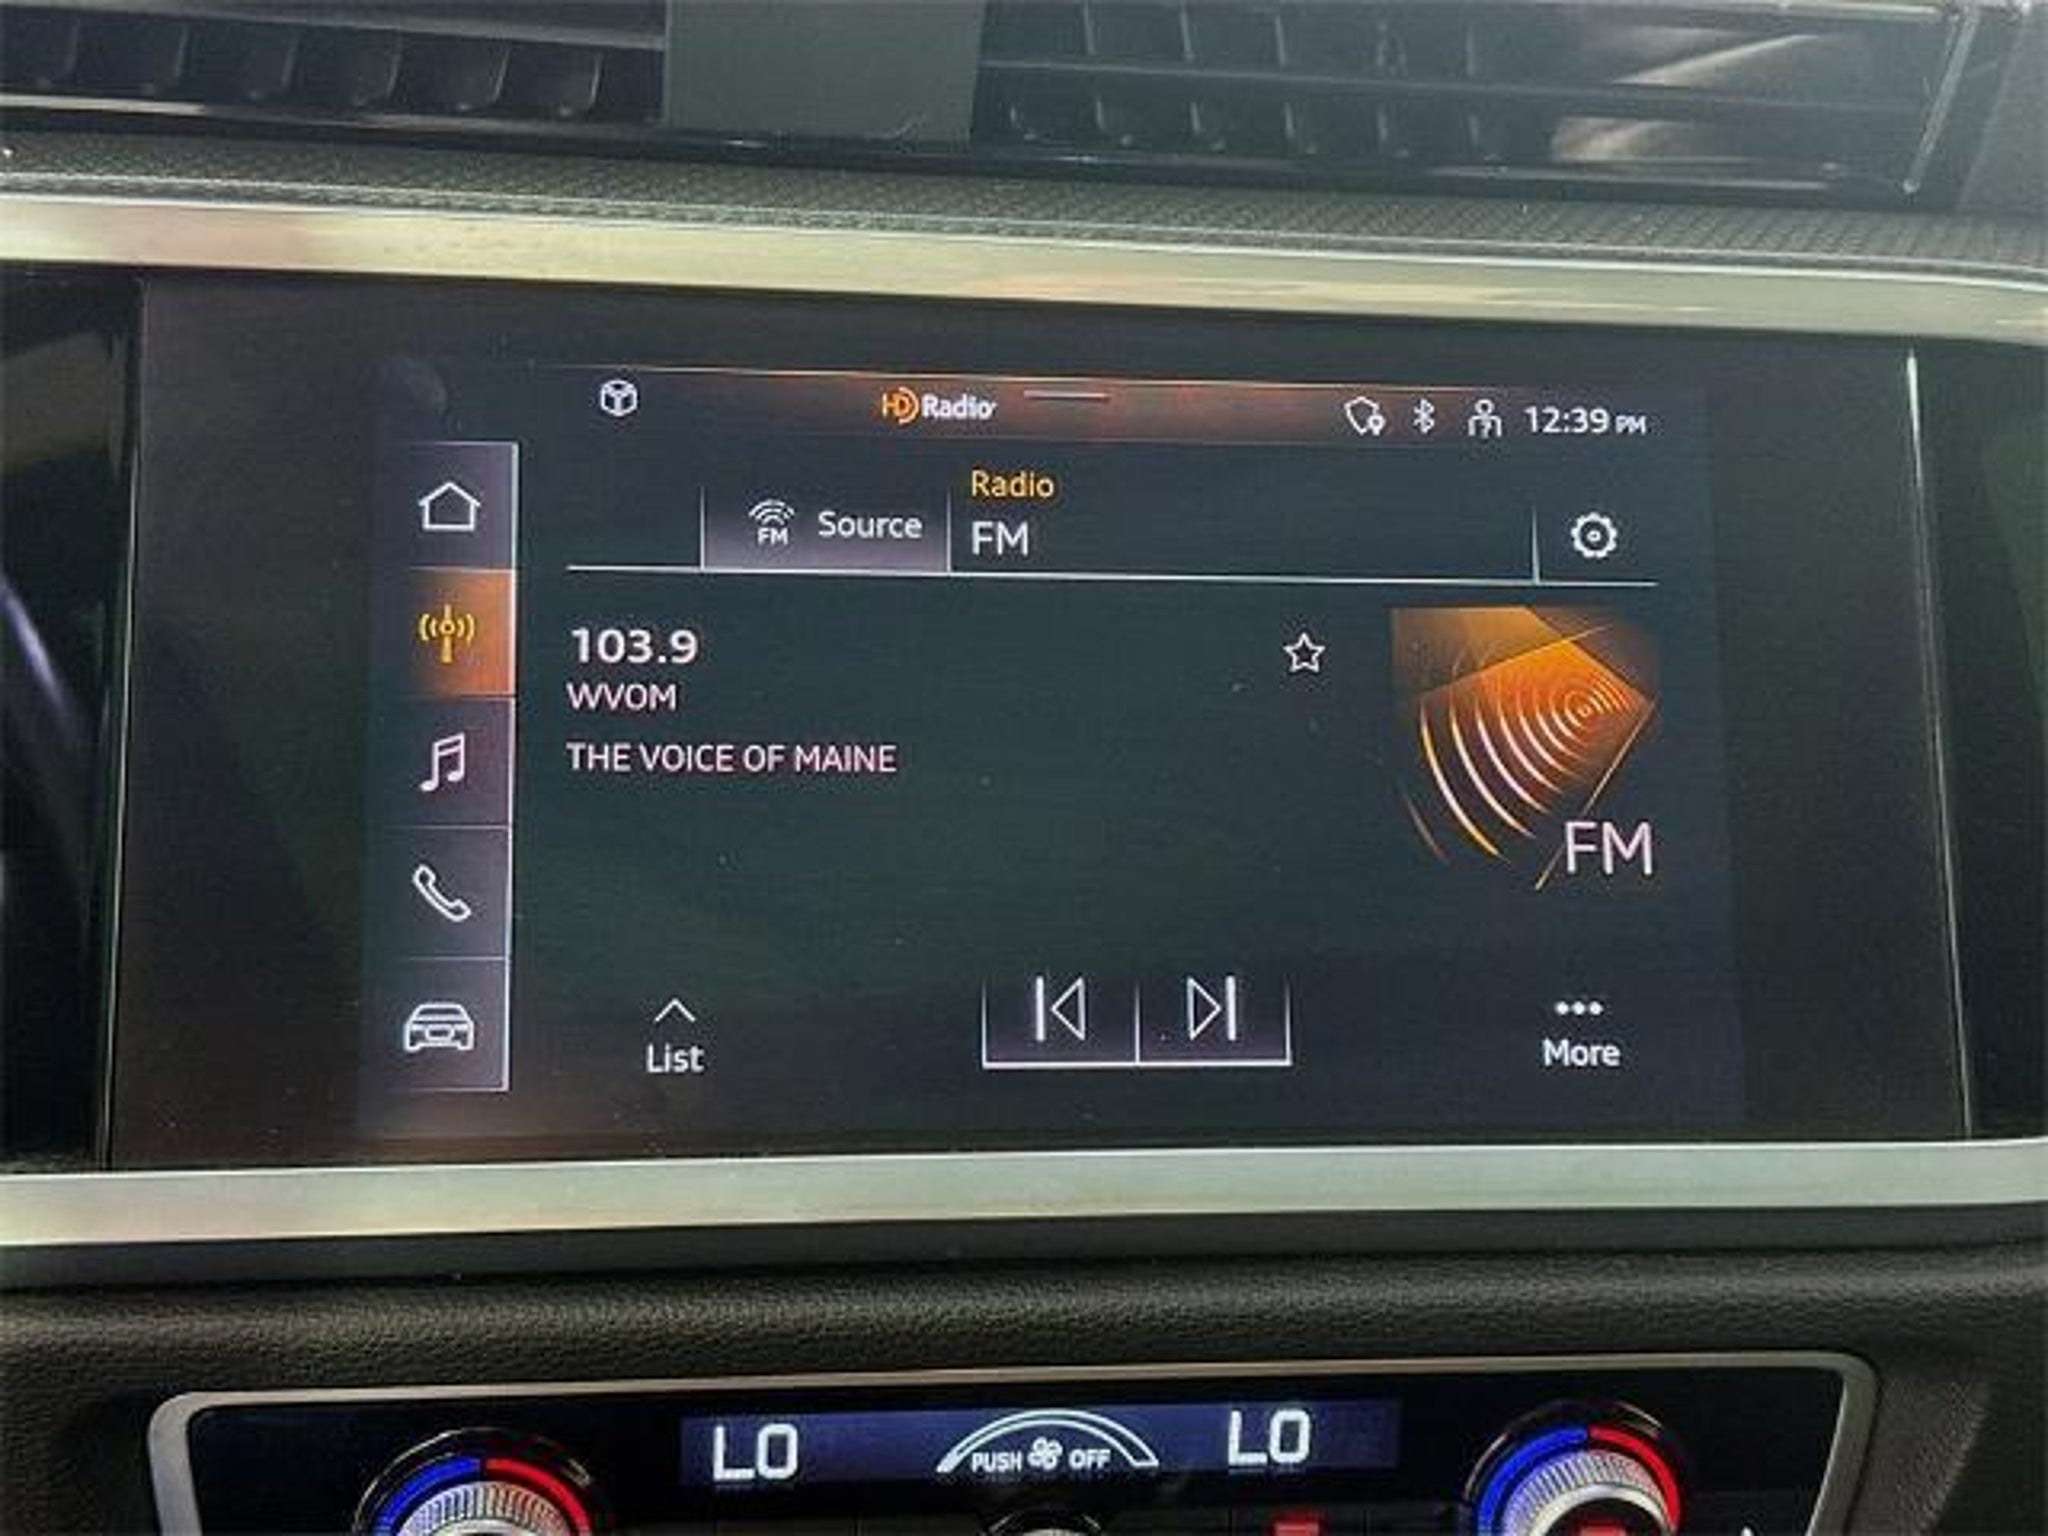 HD Radio
12:39 PM
FM
Source
Radio
FM
103.9
WVOM
THE VOICE OF MAINE
FM
List
More
LO
PUSH OFF
LO